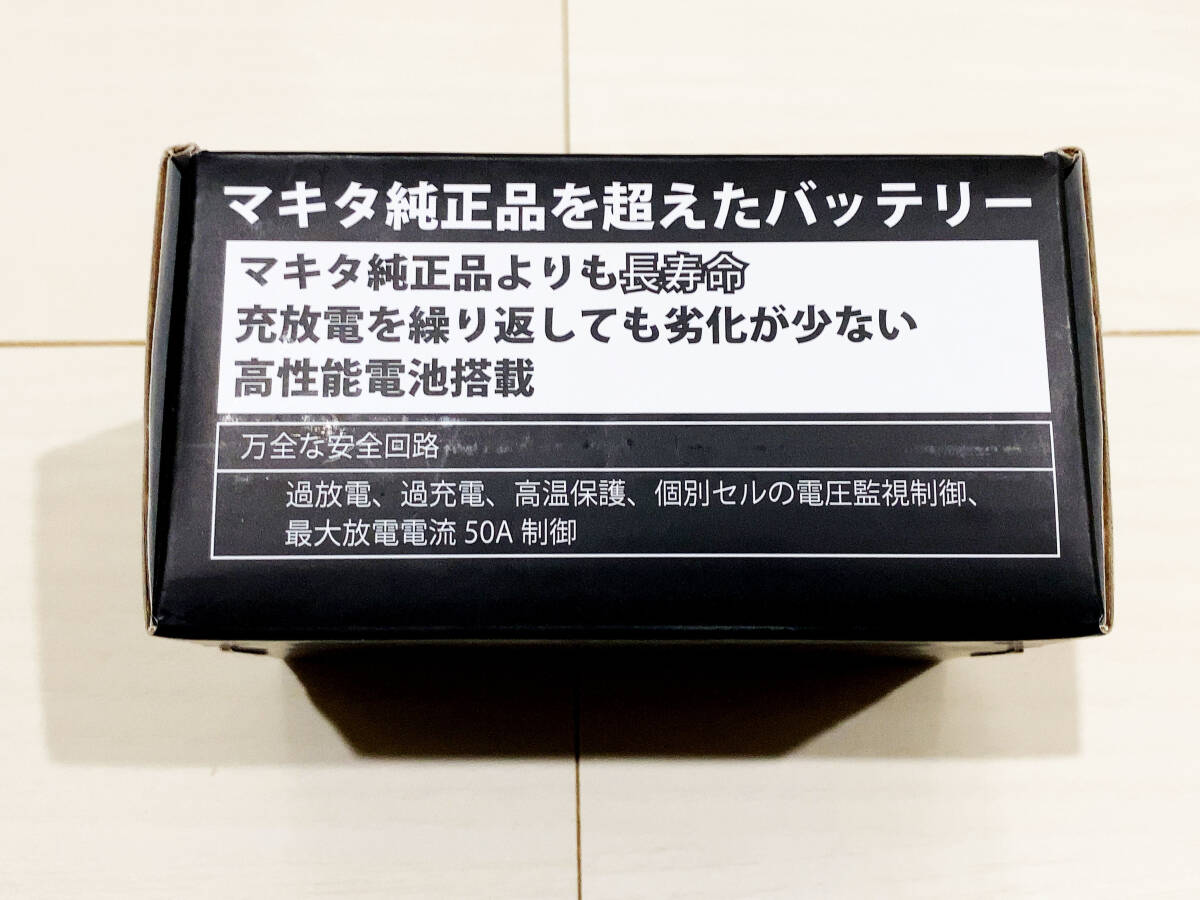 マキタ純正品を超えたバッテリー
マキタ純正品よりも長寿命
充放電を繰り返しても劣化が少ない
高性能電池搭載
万全な安全回路
過放電、過充電、高温保護、個別セルの電圧監視制御、
最大放電電流 50A 制御